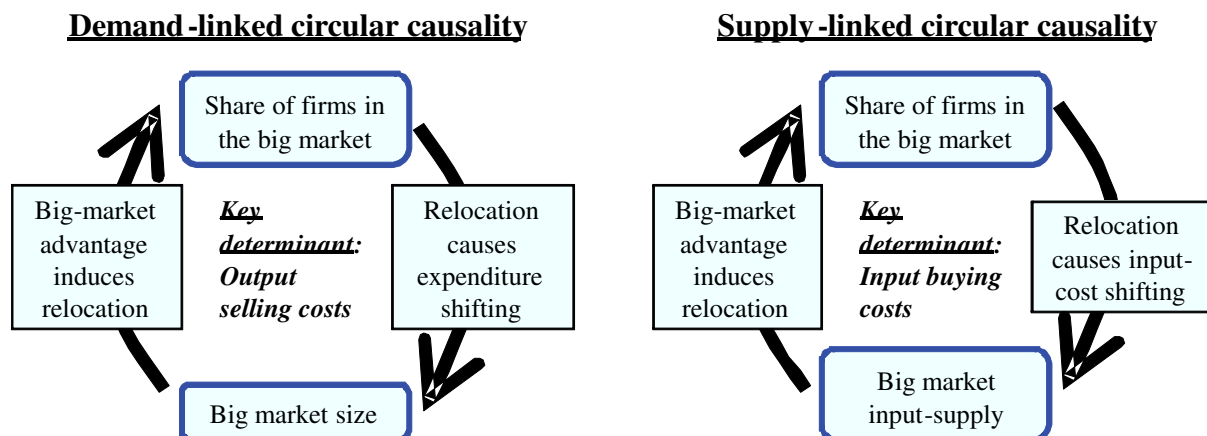 Demand-linked circular causality
Share of firms in
the big market
Big-market
advantage
induces
relocation
Key
determinant:
Output
selling costs
Relocation
causes
expenditure
shifting
Big market size
Supply-linked circular causality
Share of firms in
the big market
Big-market
advantage
induces
relocation
Key
determinant:
Input buying
costs
Relocation
causes input-
cost shifting
Big market
input-supply